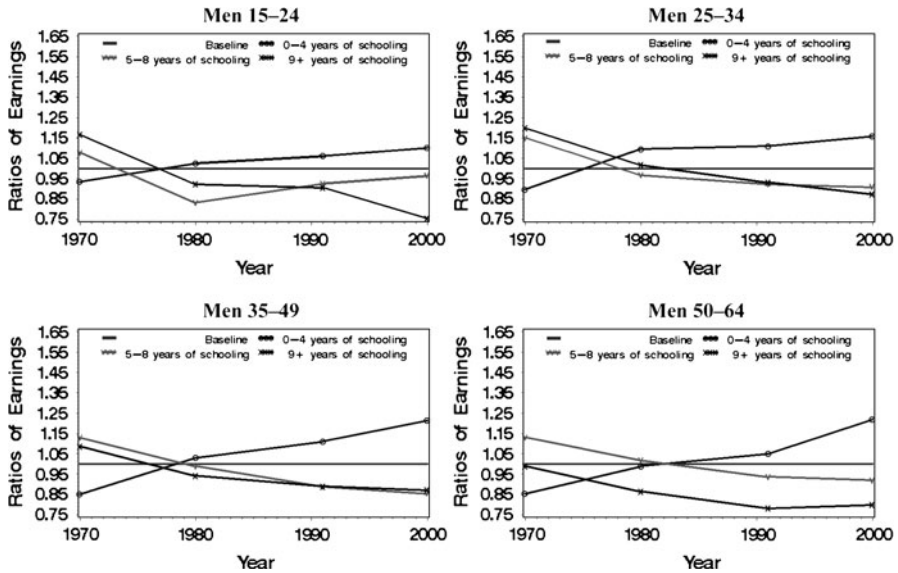 Men 15–24
Ratios of Earnings
1.65
1.55
1.45
1.35
1.25
1.15
1.05
0.95
0.85
0.75
Baseline
0–4 years of schooling
5–8 years of schooling
9+ years of schooling
1970
1980
1990
2000
Year
Men 25–34
Ratios of Earnings
1.65
1.55
1.45
1.35
1.25
1.15
1.05
0.95
0.85
0.75
Baseline
0–4 years of schooling
5–8 years of schooling
9+ years of schooling
1970
1980
1990
2000
Year
Men 35–49
Ratios of Earnings
1.65
1.55
1.45
1.35
1.25
1.15
1.05
0.95
0.85
0.75
Baseline
0–4 years of schooling
5–8 years of schooling
9+ years of schooling
1970
1980
1990
2000
Year
Men 50–64
Ratios of Earnings
1.65
1.55
1.45
1.35
1.25
1.15
1.05
0.95
0.85
0.75
Baseline
0–4 years of schooling
5–8 years of schooling
9+ years of schooling
1970
1980
1990
2000
Year